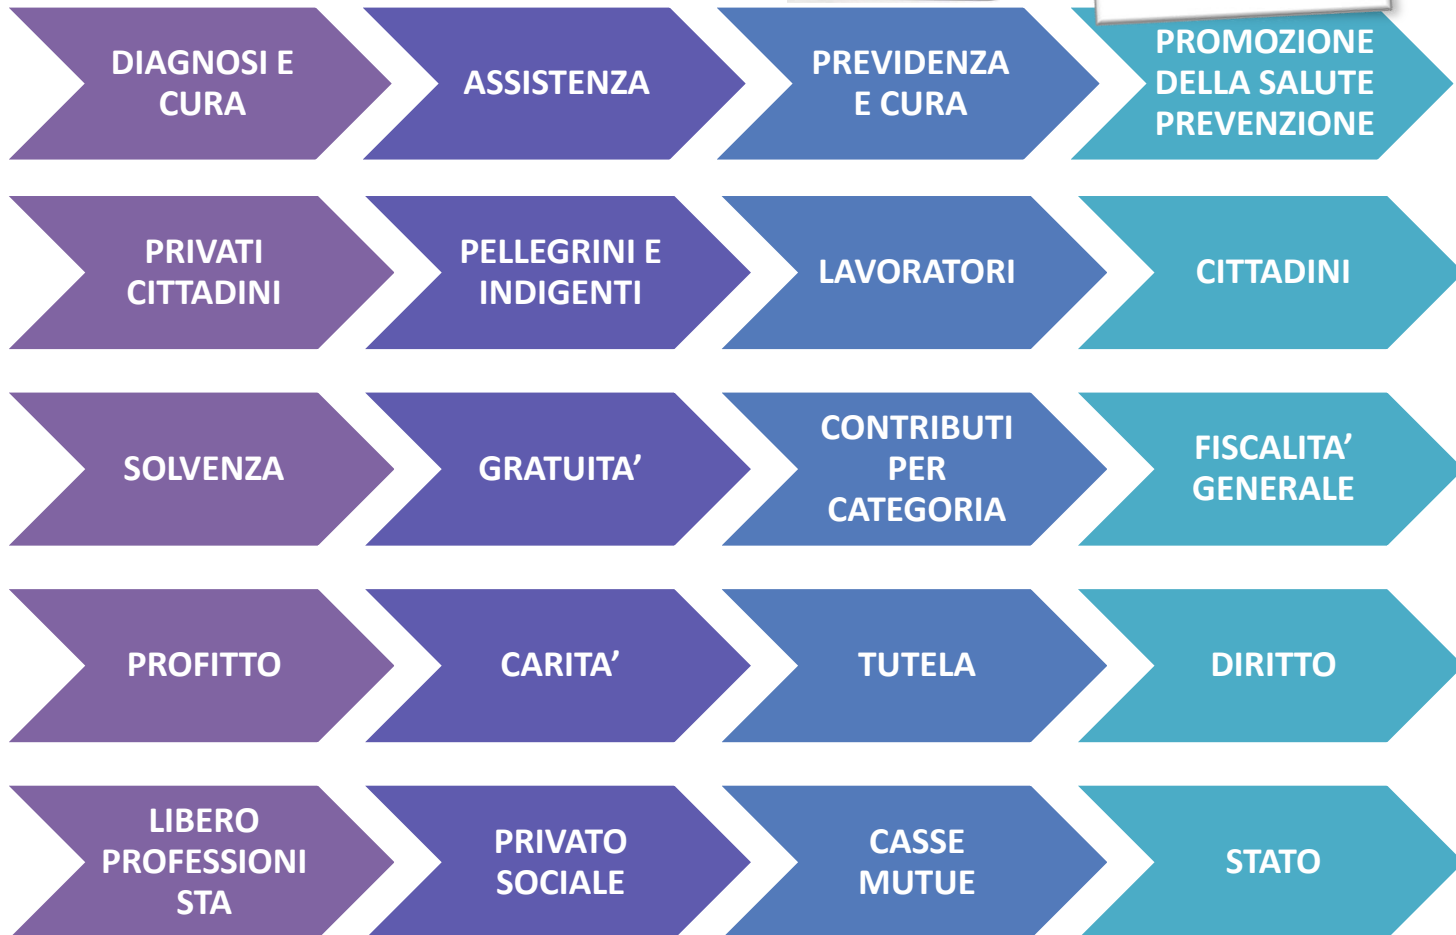 DIAGNOSI E
CURA
ASSISTENZA
PREVIDENZA
E CURA
PROMOZIONE
DELLA SALUTE
PREVENZIONE
PRIVATI
CITTADINI
PELLEGRINI E
INDIGENTI
LAVORATORI
CITTADINI
SOLVENZA
GRATUITA’
CONTRIBUTI
PER
CATEGORIA
FISCALITA’
GENERALE
PROFITTO
CARITA’
TUTELA
DIRITTO
LIBERO
PROFESSIONI
STA
PRIVATO
SOCIALE
CASSE
MUTUE
STATO